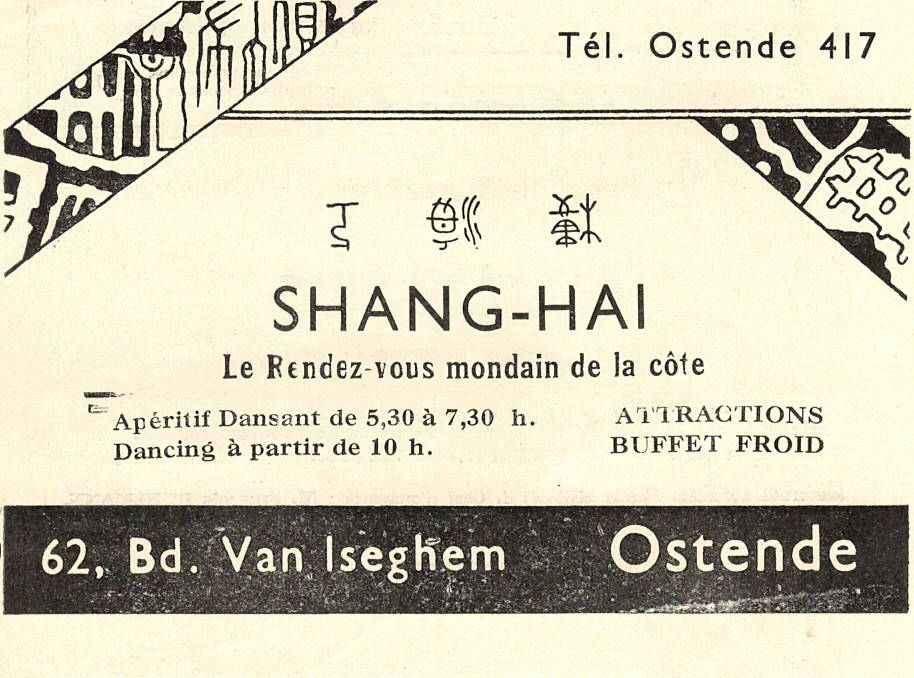 Tél. Ostende 417
SHANG-HAI
Le Rendez-vous mondain de la côte
Apéritif Dansant de 5,30 à 7,30 h.
Dancing à partir de 10 h.
ATTRACTIONS
BUFFET FROID
62, Bd. Van Iseghem
Ostende